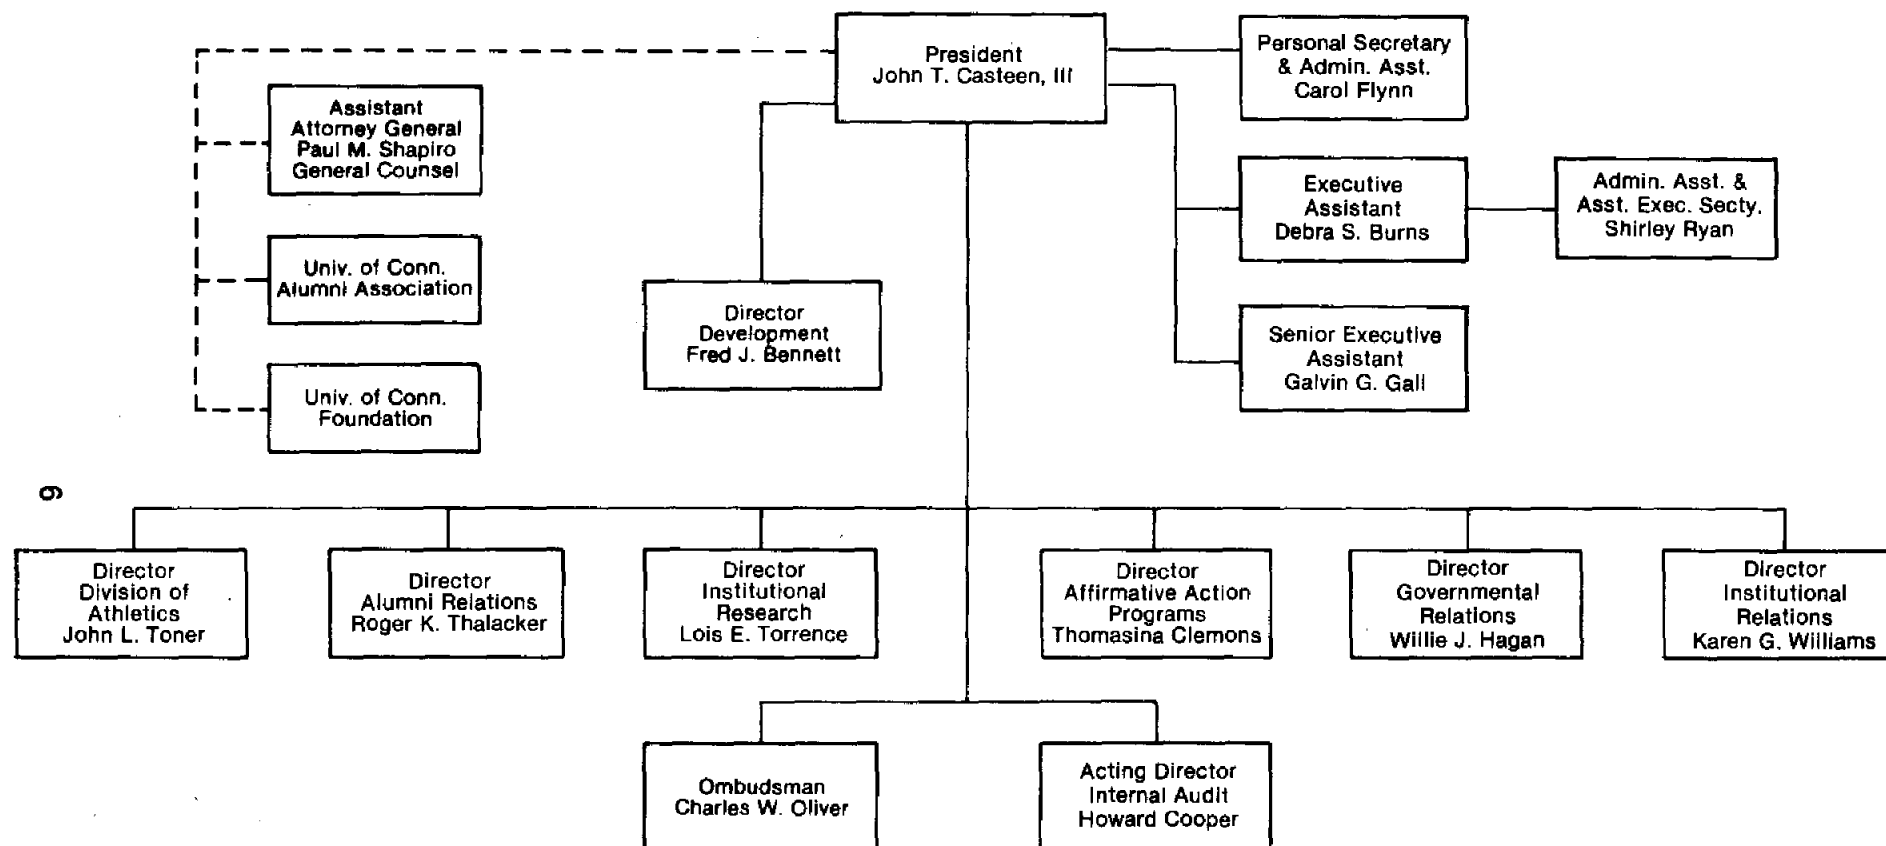 President
John T. Casteen, III
Personal Secretary
& Admin. Asst.
Carol Flynn
Assistant
Attorney General
Paul M. Shapiro
General Counsel
Executive
Assistant
Debra S. Burns
Admin. Asst. &
Asst. Exec. Secty.
Shirley Ryan
Univ. of Conn.
Alumni Association
Director
Development
Fred J. Bennett
Senior Executive
Assistant
Galvin G. Gall
Univ. of Conn.
Foundation
9
Director
Division of
Athletics
John L. Toner
Director
Alumni Relations
Roger K. Thalacker
Director
Institutional
Research
Lois E. Torrence
Director
Affirmative Action
Programs
Thomasina Clemons
Director
Governmental
Relations
Willie J. Hagan
Director
Institutional
Relations
Karen G. Williams
Ombudsman
Charles W. Oliver
Acting Director
Internal Audit
Howard Cooper